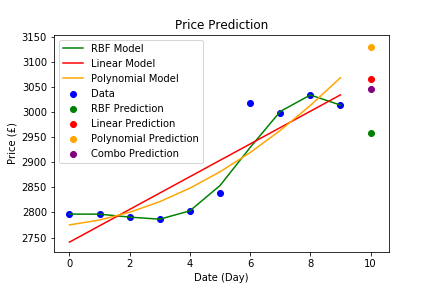 Price Prediction
3150
3100
3050
3000
2950
2900
2850
2800
2750
Price (£)
RBF Model
Linear Model
Polynomial Model
Data
RBF Prediction
Linear Prediction
Polynomial Prediction
Combo Prediction
0 2 4 6 8 10
Date (Day)